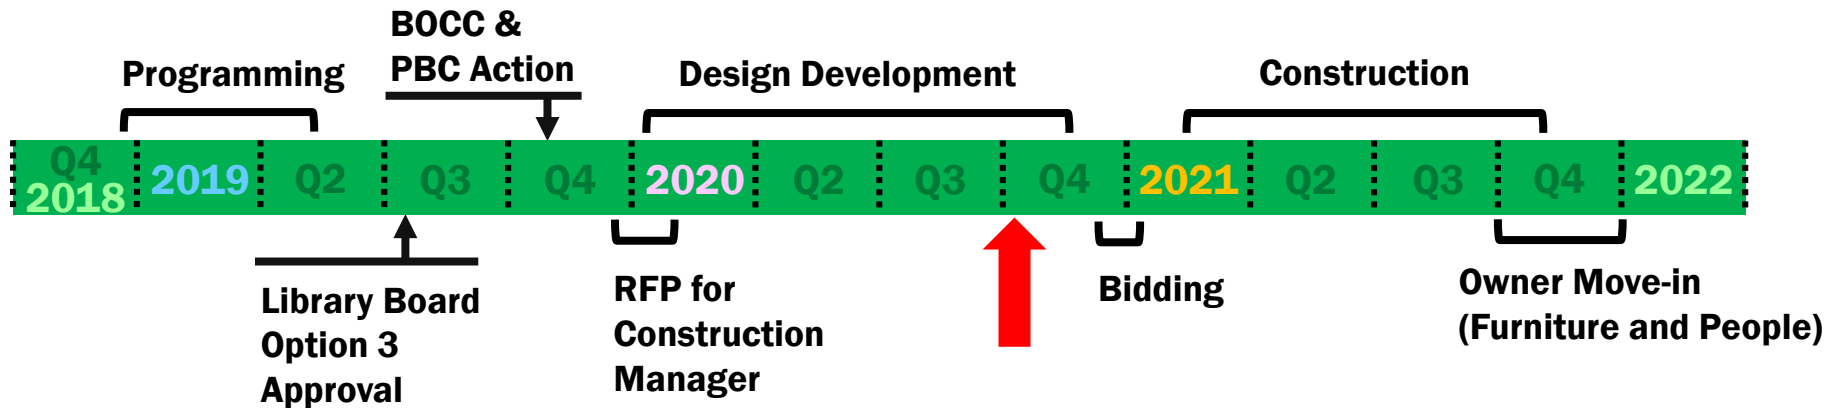 BOCC &
PBC Action
Programming
Design Development
Construction
Q4
2018
2019
Q2
Q3
Q4
2020
Q2
Q3
Q4
2021
Q2
Q3
Q4
2022
Library Board
Option 3
Approval
RFP for
Construction
Manager
Bidding
Owner Move-in
(Furniture and People)